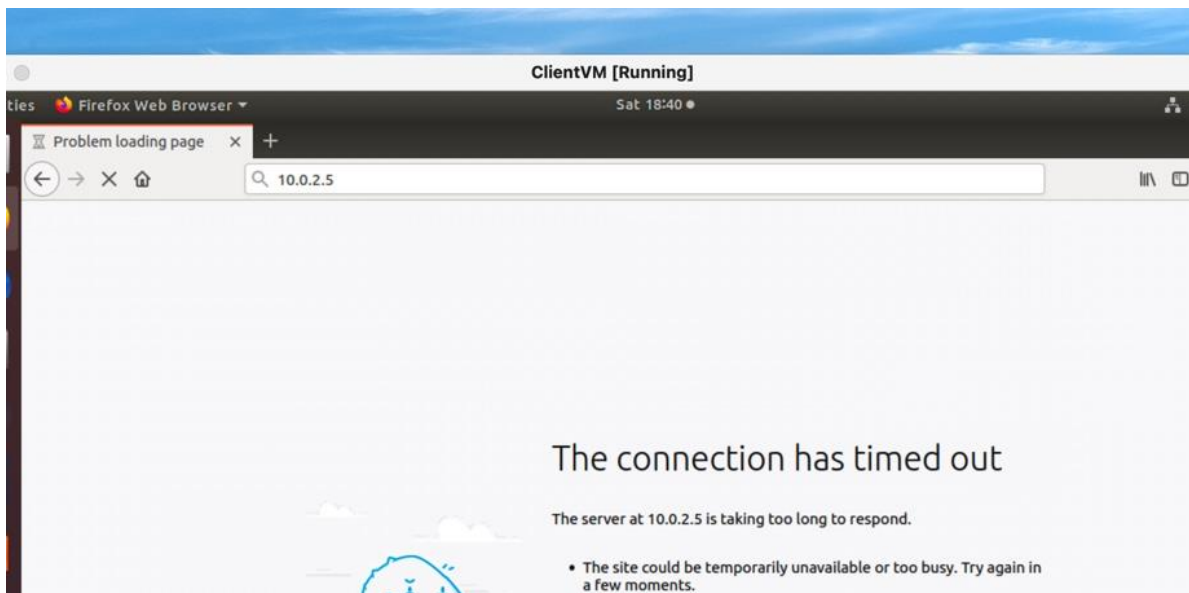 ClientVM [Running]
ties Firefox Web Browser Sat 18:40
Problem loading page
10.0.2.5
The connection has timed out
The server at 10.0.2.5 is taking too long to respond.
• The site could be temporarily unavailable or too busy. Try again in
a few moments.